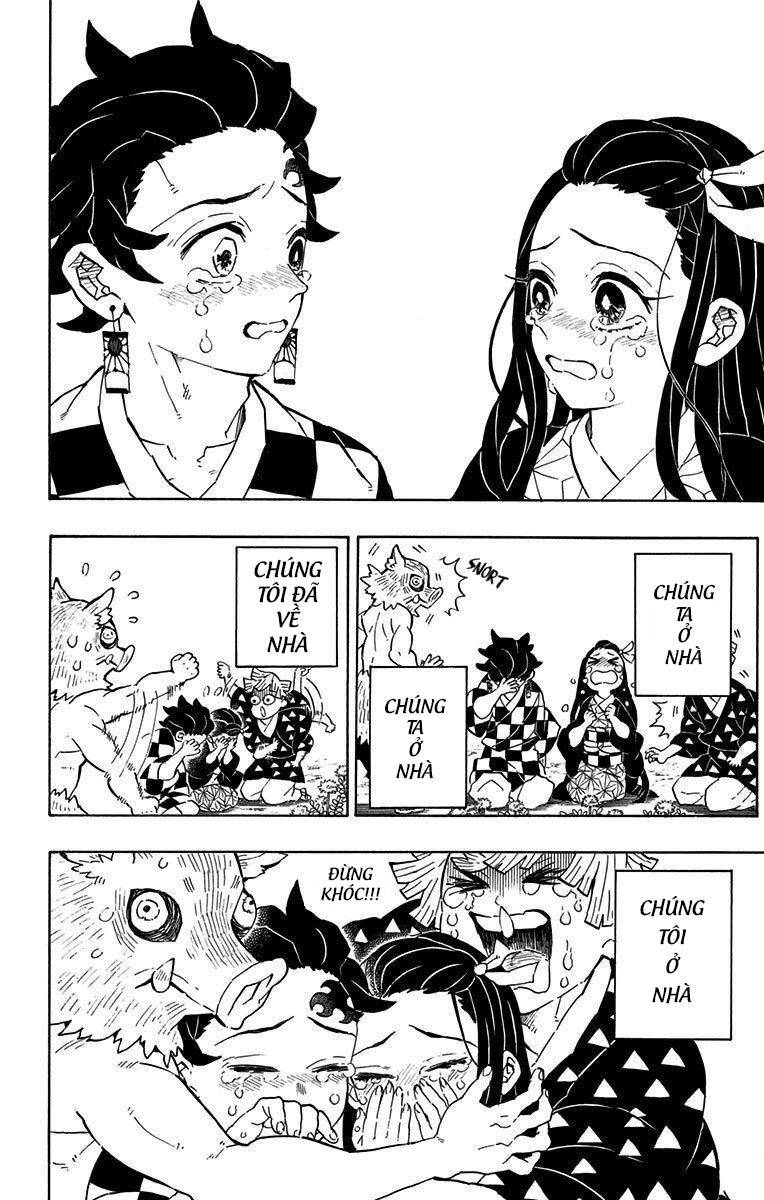 SNORT
CHÚNG
TA
Ở
NHÀ
CHÚNG
TA
Ở
NHÀ
CHÚNG
TÔI ĐÃ
VỀ
NHÀ
CHÚNG
TÔI
Ở
NHÀ
ĐỪNG
KHÓC!!!